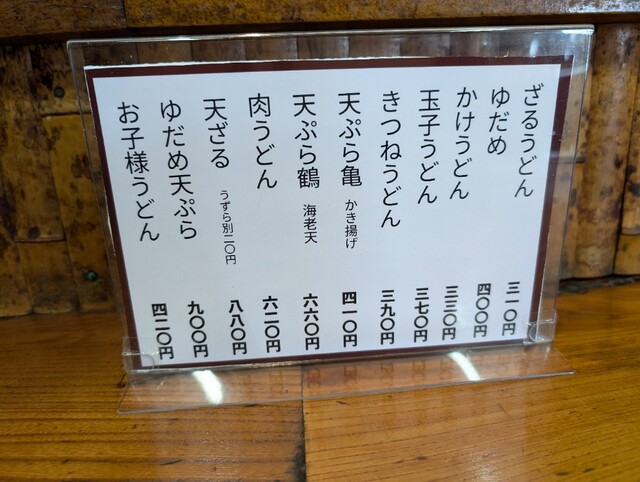 ざるうどん 三一〇円
ゆだめ 四〇〇円
かけうどん 三三〇円
玉子うどん 三七〇円
きつねうどん 三九〇円
天ぷら亀 かき揚げ 四一〇円
天ぷら鶴 海老天 六六〇円
肉うどん 六二〇円
天ざる うずら別二〇円 八八〇円
ゆだめ天ぷら 九〇〇円
お子様うどん 四二〇円